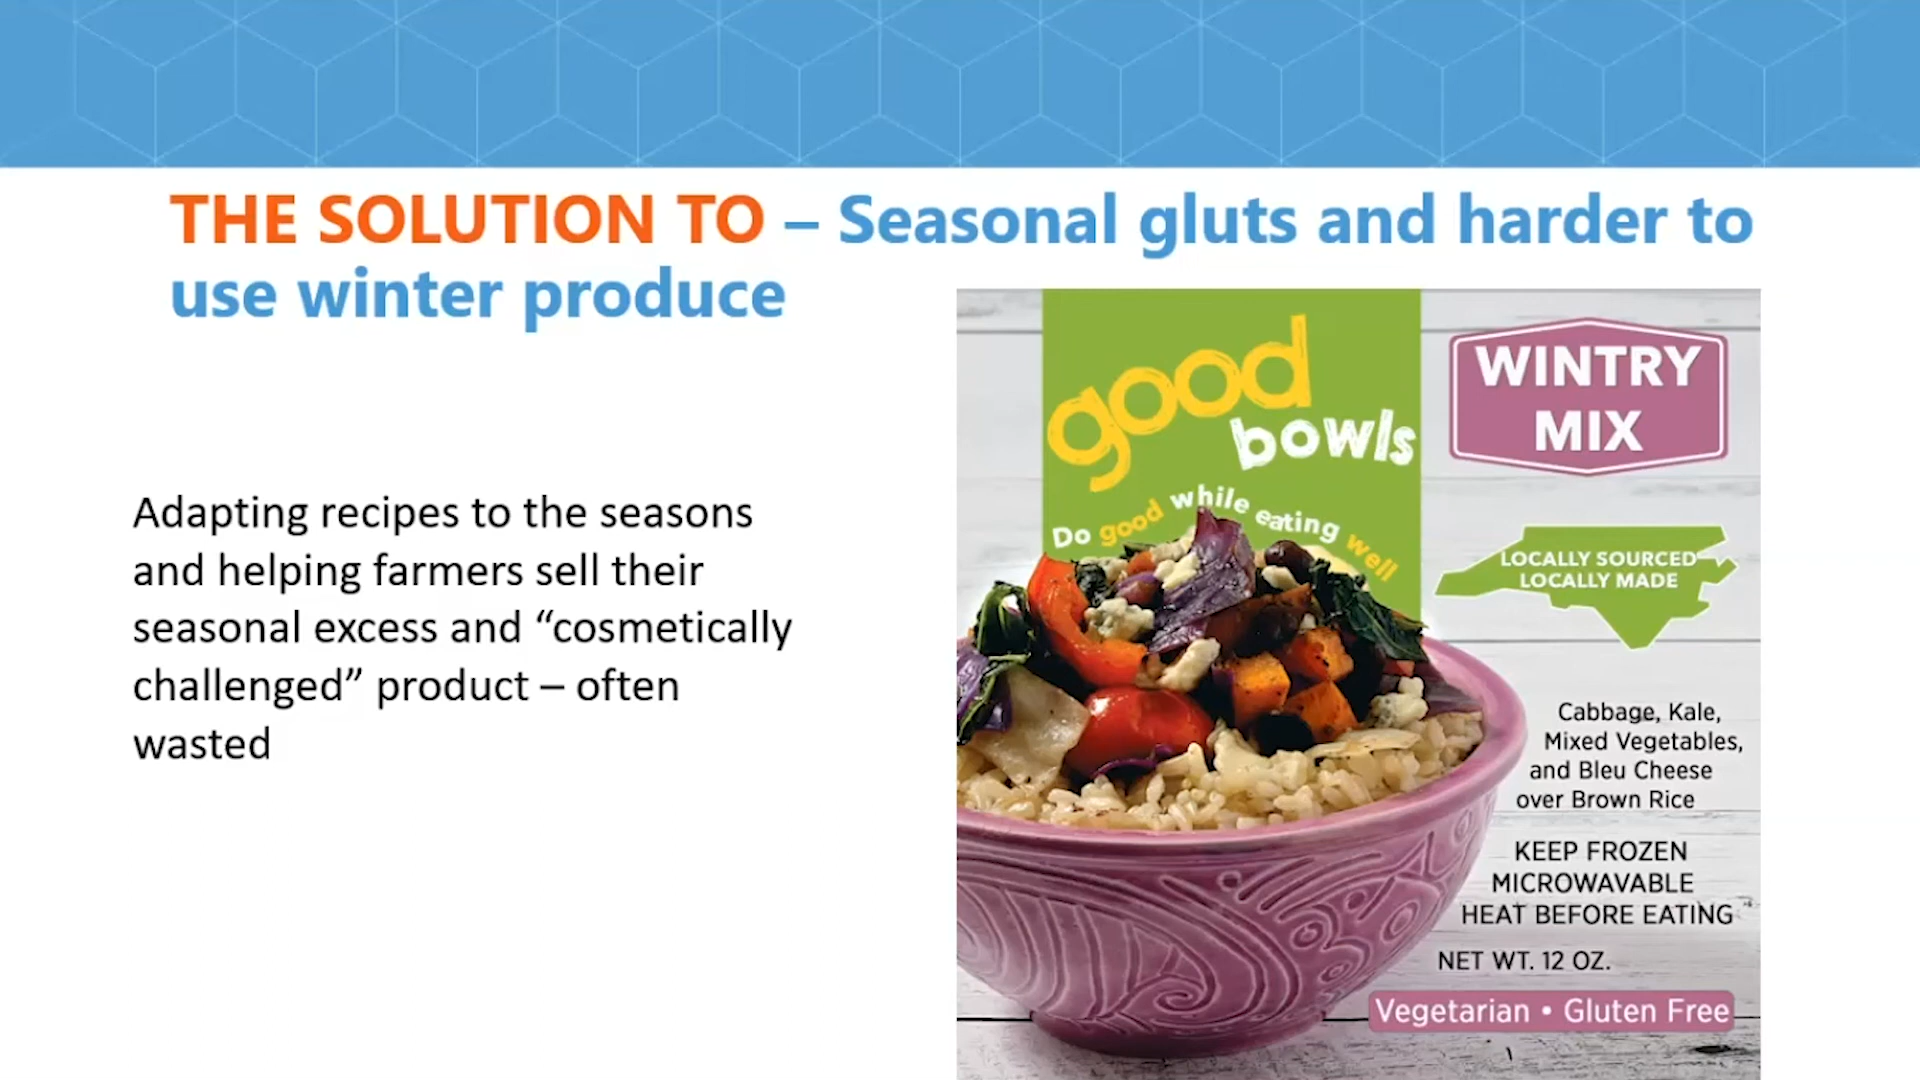 THE SOLUTION TO – Seasonal gluts and harder to
use winter produce
Adapting recipes to the seasons
and helping farmers sell their
seasonal excess and “cosmetically
challenged” product – often
wasted
good
bowls
Do good while eating well
WINTRY
MIX
LOCALLY SOURCED
LOCALLY MADE
Cabbage, Kale,
Mixed Vegetables,
and Bleu Cheese
over Brown Rice
KEEP FROZEN
MICROWAVABLE
HEAT BEFORE EATING
NET WT. 12 OZ.
Vegetarian • Gluten Free